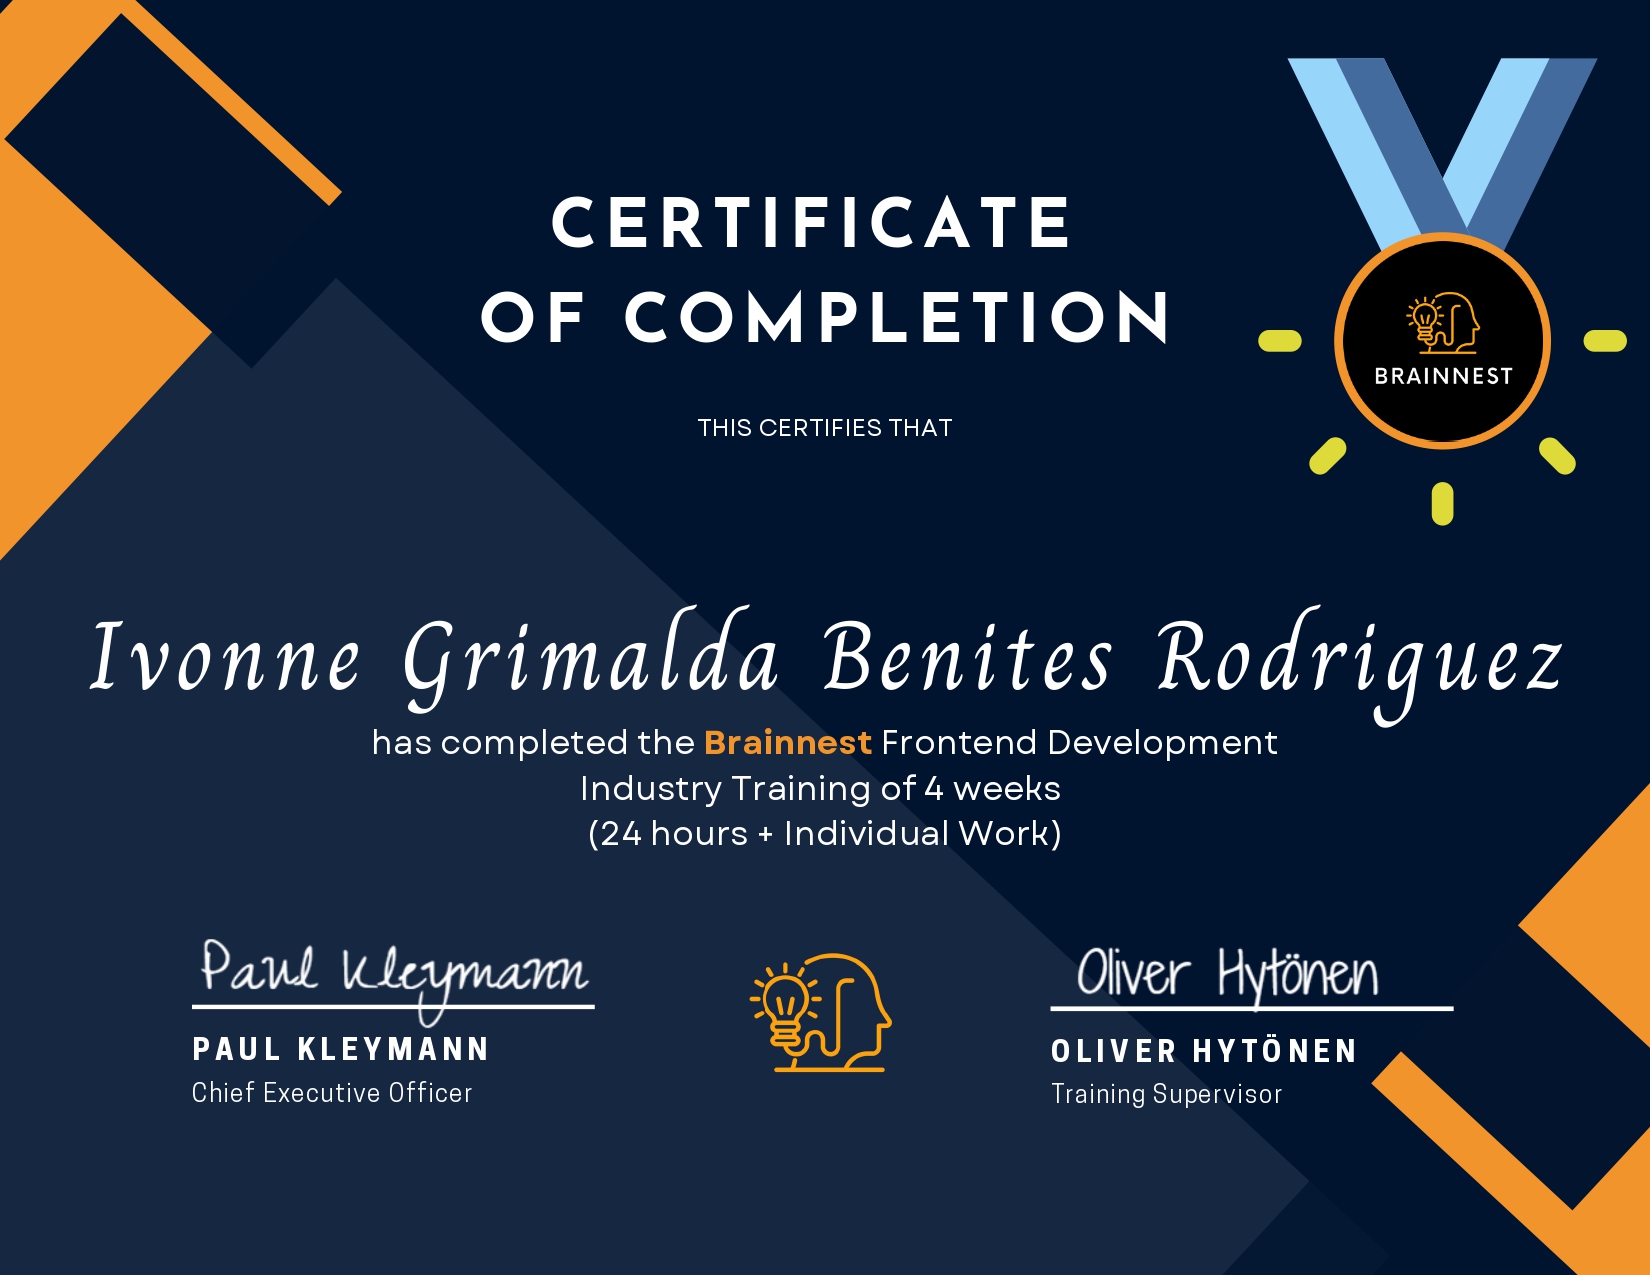 CERTIFICATE
OF COMPLETION
BRAINNEST
THIS CERTIFIES THAT
Ivonne Grimalda Benites Rodriguez
has completed the Brainnest Frontend Development
Industry Training of 4 weeks
(24 hours + Individual Work)
Paul Kleymann
PAUL KLEYMANN
Chief Executive Officer
Oliver Hytönen
OLIVER HYTÖNEN
Training Supervisor